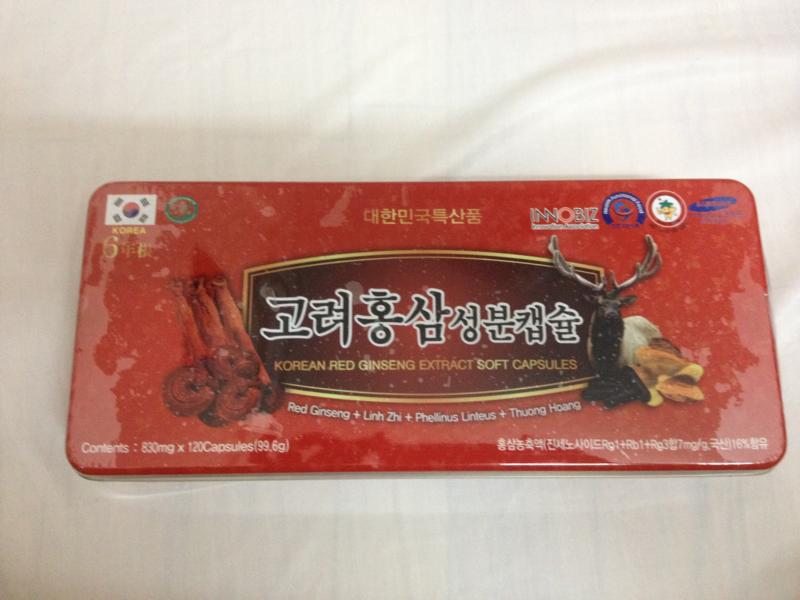 KOREA
6年根
대한민국특산품
INNOBIZ
고려홍삼성분캡슐
KOREAN RED GINSENG EXTRACT SOFT CAPSULES
Red Ginseng + Linh Zhi + Phellinus Linteus + Thuong Hoang
Contents : 830mg x 120Capsules(99.6g)
홍삼농축액(진세노사이드Rg1+Rb1+Rg3합7mg/g,국산)16%함유